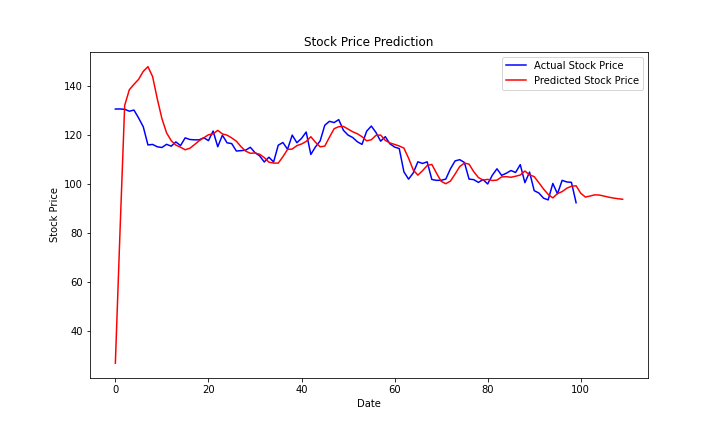 Stock Price Prediction
Actual Stock Price
Predicted Stock Price
Stock Price
140
120
100
80
60
40
0 20 40 60 80 100
Date